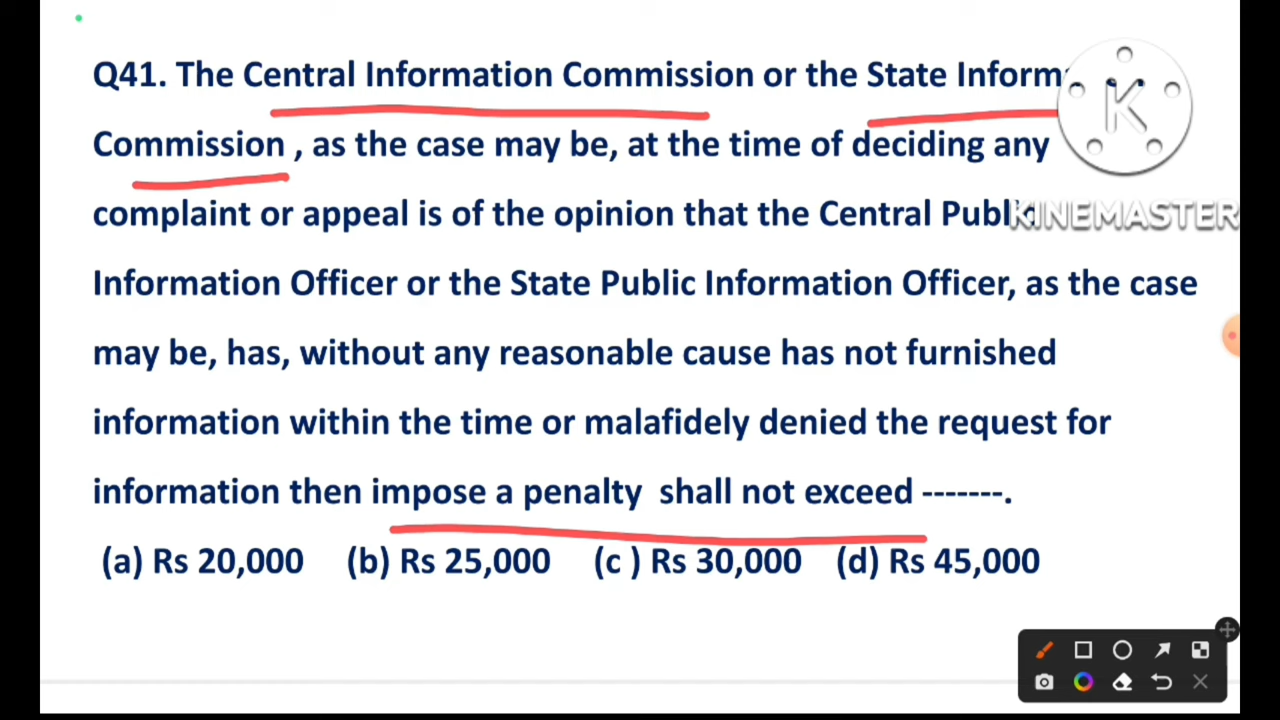 Q41. The Central Information Commission or the State Inform
Commission , as the case may be, at the time of deciding any
complaint or appeal is of the opinion that the Central Public
Information Officer or the State Public Information Officer, as the case
may be, has, without any reasonable cause has not furnished
information within the time or malafidely denied the request for
information then impose a penalty shall not exceed -------.
(a) Rs 20,000 (b) Rs 25,000 (c ) Rs 30,000 (d) Rs 45,000
K
KINEMASTER